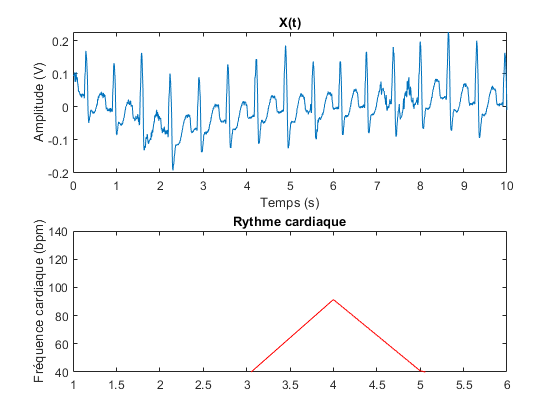 X(t)
Amplitude (V)
0.2
0.1
0
-0.1
-0.2
0 1 2 3 4 5 6 7 8 9 10
Temps (s)
Rythme cardiaque
Fréquence cardiaque (bpm)
140
120
100
80
60
40
1 1.5 2 2.5 3 3.5 4 4.5 5 5.5 6